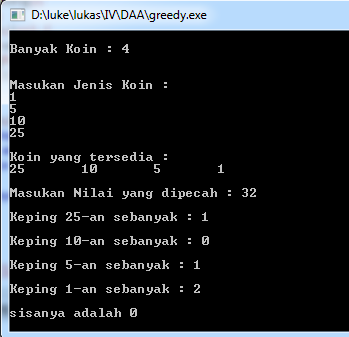 D:\luke\lukas\IV\DAA\greedy.exe
Banyak Koin : 4
Masukan Jenis Koin :
1
5
10
25
Koin yang tersedia :
25 10 5 1
Masukan Nilai yang dipecah : 32
Keping 25-an sebanyak : 1
Keping 10-an sebanyak : 0
Keping 5-an sebanyak : 1
Keping 1-an sebanyak : 2
sisanya adalah 0